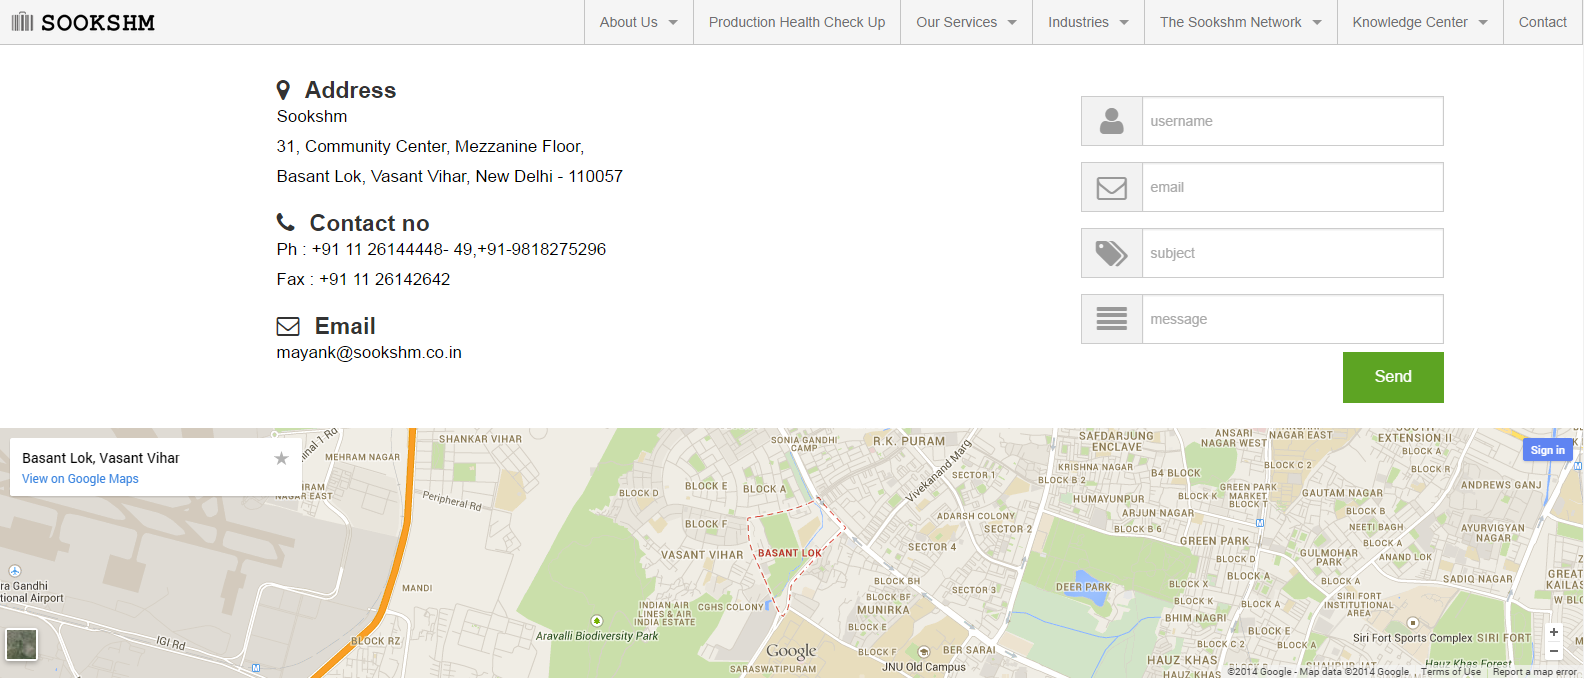 SOOKSHM
About Us
Production Health Check Up
Our Services
Industries
The Sookshm Network
Knowledge Center
Contact
Address
Sookshm
31, Community Center, Mezzanine Floor,
Basant Lok, Vasant Vihar, New Delhi - 110057
Contact no
Ph : +91 11 26144448- 49,+91-9818275296
Fax : +91 11 26142642
Email
mayank@sookshm.co.in
username
email
subject
message
Send
Basant Lok, Vasant Vihar
View on Google Maps
Sign in
MEHRAM NAGAR
SHANKAR VIHAR
Peripheral Rd
NAGAR EAST
ra Gandhi
tional Airport
IGI Rd
MANDI
BLOCK RZ
BLOCK D
BLOCK E
BLOCK A
BLOCK F
VASANT VIHAR
BASANT LOK
INDIAN AIR
LINES & AIR
INDIA ESTATE
CGHS COLONY
Aravalli Biodiversity Park
Google
SARASWATIPURAM
SONIA GANDHI
CAMP
R.K. PURAM
Vivekanand Marg
SECTOR 1
ADARSH COLONY
SECTOR 2
SECTOR 4
SECTOR 3
BLOCK BH
BLOCK BF
MUNIRKA
BLOCK B
BLOCK F
BER SARAI
JNU Old Campus
SAFDARJUNG
ENCLAVE
KRISHNA NAGAR
BLOCK B 2
HUMAYUNPUR
ARJUN NAGAR
BLOCK B 6
B4 BLOCK
BLOCK K
GREEN PARK
DEER PARK
BLOCK X
BLOCK K
BHIM NAGRI
HAUZ KHAS
ANSARI
NAGAR WEST
ANSARI
NAGAR EAST
BLOCK C 2
GREEN PARK
MARKET
BLOCK T
EXTENSION II
BLOCK A
BLOCK R
ANDREWS GANJ
GAUTAM NAGAR
BLOCK B
NEETI BAGH
BLOCK A
ANAND LOK
AYURVIGYAN
NAGAR
GULMOHAR
PARK
BLOCK D
BLOCK A
BLOCK A
SIRI FORT
INSTITUTIONAL
AREA
SADIQ NAGAR
GREAT
KAILAS
W BLO
BLOCK E
BLOCK C 2
Siri Fort Sports Complex
SIRI FORT
Hauz Khas Forest
©2014 Google - Map data ©2014 Google
Terms of Use
Report a map error